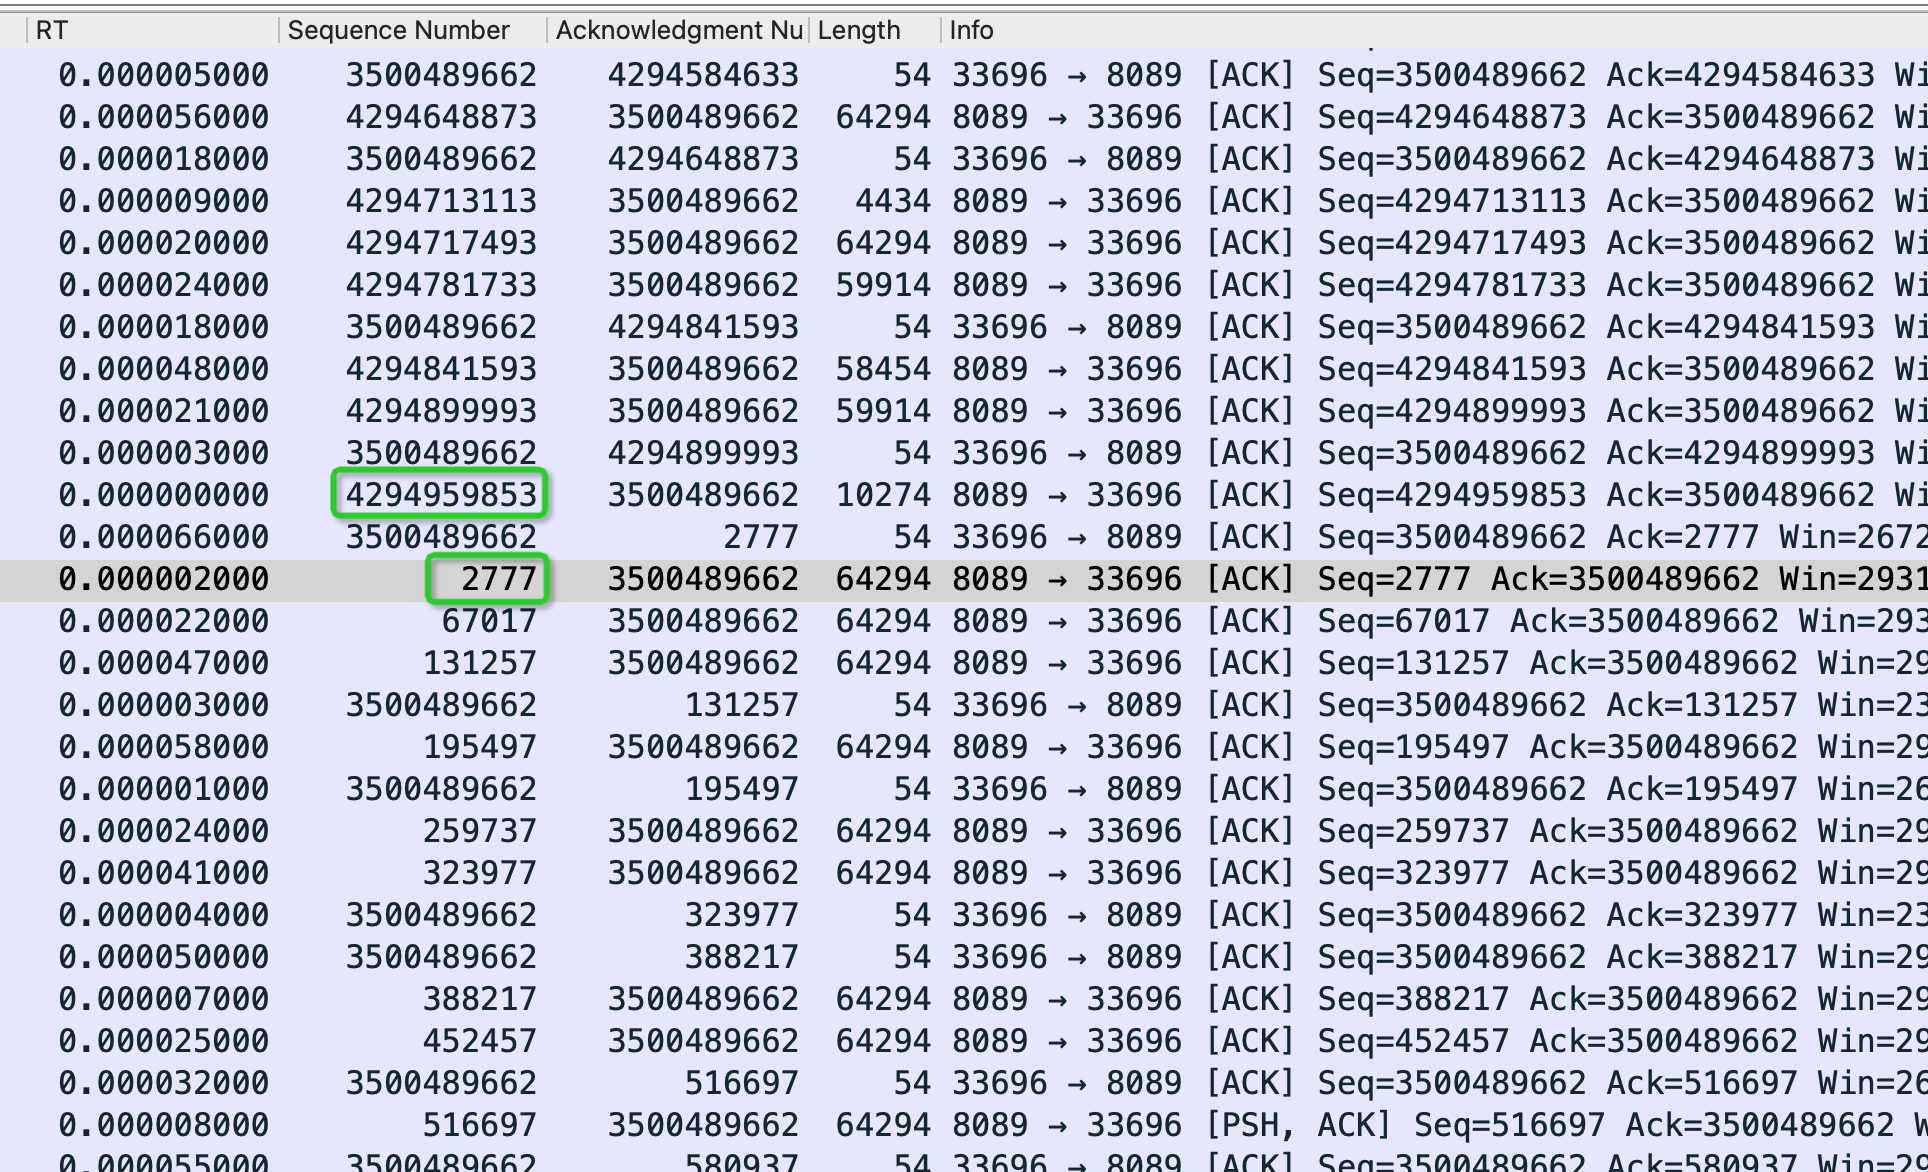 RT Sequence Number Acknowledgment Nu Length Info
0.000005000 3500489662 4294584633 54 33696 → 8089 [ACK] Seq=3500489662 Ack=4294584633 Wi
0.000056000 4294648873 3500489662 64294 8089 → 33696 [ACK] Seq=4294648873 Ack=3500489662 Wi
0.000018000 3500489662 4294648873 54 33696 → 8089 [ACK] Seq=3500489662 Ack=4294648873 Wi
0.000009000 4294713113 3500489662 4434 8089 → 33696 [ACK] Seq=4294713113 Ack=3500489662 Wi
0.000020000 4294717493 3500489662 64294 8089 → 33696 [ACK] Seq=4294717493 Ack=3500489662 Wi
0.000024000 4294781733 3500489662 59914 8089 → 33696 [ACK] Seq=4294781733 Ack=3500489662 Wi
0.000018000 3500489662 4294841593 54 33696 → 8089 [ACK] Seq=3500489662 Ack=4294841593 Wi
0.000048000 4294841593 3500489662 58454 8089 → 33696 [ACK] Seq=4294841593 Ack=3500489662 Wi
0.000021000 4294899993 3500489662 59914 8089 → 33696 [ACK] Seq=4294899993 Ack=3500489662 Wi
0.000003000 3500489662 4294899993 54 33696 → 8089 [ACK] Seq=3500489662 Ack=4294899993 Wi
0.000000000 4294959853 3500489662 10274 8089 → 33696 [ACK] Seq=4294959853 Ack=3500489662 Wi
0.000066000 3500489662 2777 54 33696 → 8089 [ACK] Seq=3500489662 Ack=2777 Win=2672
0.000002000 2777 3500489662 64294 8089 → 33696 [ACK] Seq=2777 Ack=3500489662 Win=2931
0.000022000 67017 3500489662 64294 8089 → 33696 [ACK] Seq=67017 Ack=3500489662 Win=293
0.000047000 131257 3500489662 64294 8089 → 33696 [ACK] Seq=131257 Ack=3500489662 Win=29
0.000003000 3500489662 131257 54 33696 → 8089 [ACK] Seq=3500489662 Ack=131257 Win=23
0.000058000 195497 3500489662 64294 8089 → 33696 [ACK] Seq=195497 Ack=3500489662 Win=29
0.000001000 3500489662 195497 54 33696 → 8089 [ACK] Seq=3500489662 Ack=195497 Win=26
0.000024000 259737 3500489662 64294 8089 → 33696 [ACK] Seq=259737 Ack=3500489662 Win=29
0.000041000 323977 3500489662 64294 8089 → 33696 [ACK] Seq=323977 Ack=3500489662 Win=29
0.000004000 3500489662 323977 54 33696 → 8089 [ACK] Seq=3500489662 Ack=323977 Win=23
0.000050000 3500489662 388217 54 33696 → 8089 [ACK] Seq=3500489662 Ack=388217 Win=29
0.000007000 388217 3500489662 64294 8089 → 33696 [ACK] Seq=388217 Ack=3500489662 Win=29
0.000025000 452457 3500489662 64294 8089 → 33696 [ACK] Seq=452457 Ack=3500489662 Win=29
0.000032000 3500489662 516697 54 33696 → 8089 [ACK] Seq=3500489662 Ack=516697 Win=26
0.000008000 516697 3500489662 64294 8089 → 33696 [PSH, ACK] Seq=516697 Ack=3500489662 W
0.000055000 3500489662 580937 54 33696 → 8089 [ACK] Seq=3500489662 Ack=580937 Win=29